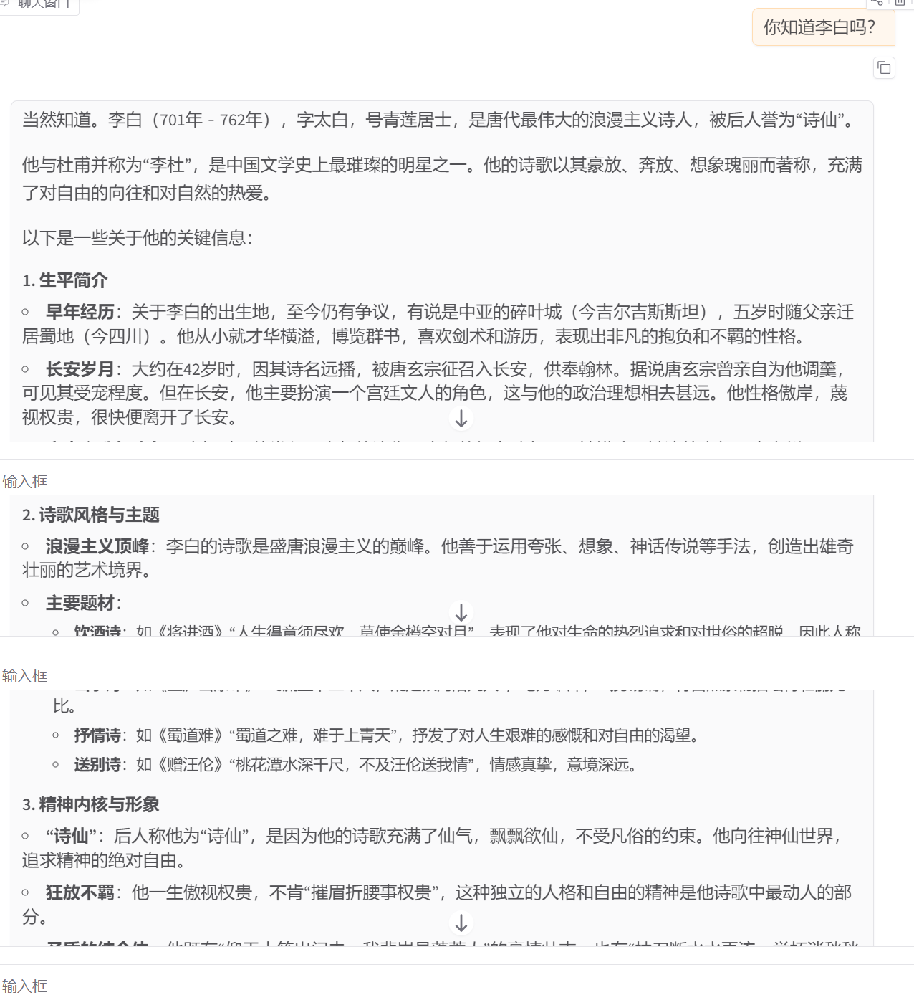 聊天窗口
你知道李白吗？
当然知道。李白（701年 - 762年），字太白，号青莲居士，是唐代最伟大的浪漫主义诗人，被后人誉为“诗仙”。
他与杜甫并称为“李杜”，是中国文学史上最璀璨的明星之一。他的诗歌以其豪放、奔放、想象瑰丽而著称，充满
了对自由的向往和对自然的热爱。
以下是一些关于他的关键信息：
1. 生平简介
早年经历：关于李白的出生地，至今仍有争议，有说是中亚的碎叶城（今吉尔吉斯斯坦），五岁时随父亲迁
居蜀地（今四川）。他从小就才华横溢，博览群书，喜欢剑术和游历，表现出非凡的抱负和不羁的性格。
长安岁月：大约在42岁时，因其诗名远播，被唐玄宗征召入长安，供奉翰林。据说唐玄宗曾亲自为他调羹，
可见其受宠程度。但在长安，他主要扮演一个宫廷文人的角色，这与他的政治理想相去甚远。他性格傲岸，蔑
视权贵，很快便离开了长安。
输入框
2. 诗歌风格与主题
浪漫主义顶峰：李白的诗歌是盛唐浪漫主义的巅峰。他善于运用夸张、想象、神话传说等手法，创造出雄奇
壮丽的艺术境界。
主要题材：
饮酒诗：如《将进酒》“人生得意须尽欢，莫使金樽空对月”，表现了他对生命的热烈追求和对世俗的超脱，因此人称
输入框
比。
抒情诗：如《蜀道难》“蜀道之难，难于上青天”，抒发了对人生艰难的感慨和对自由的渴望。
送别诗：如《赠汪伦》“桃花潭水深千尺，不及汪伦送我情”，情感真挚，意境深远。
3. 精神内核与形象
“诗仙”：后人称他为“诗仙”，是因为他的诗歌充满了仙气，飘飘欲仙，不受凡俗的约束。他向往神仙世界，
追求精神的绝对自由。
狂放不羁：他一生傲视权贵，不肯“摧眉折腰事权贵”，这种独立的人格和自由的精神是他诗歌中最动人的部
分。
输入框